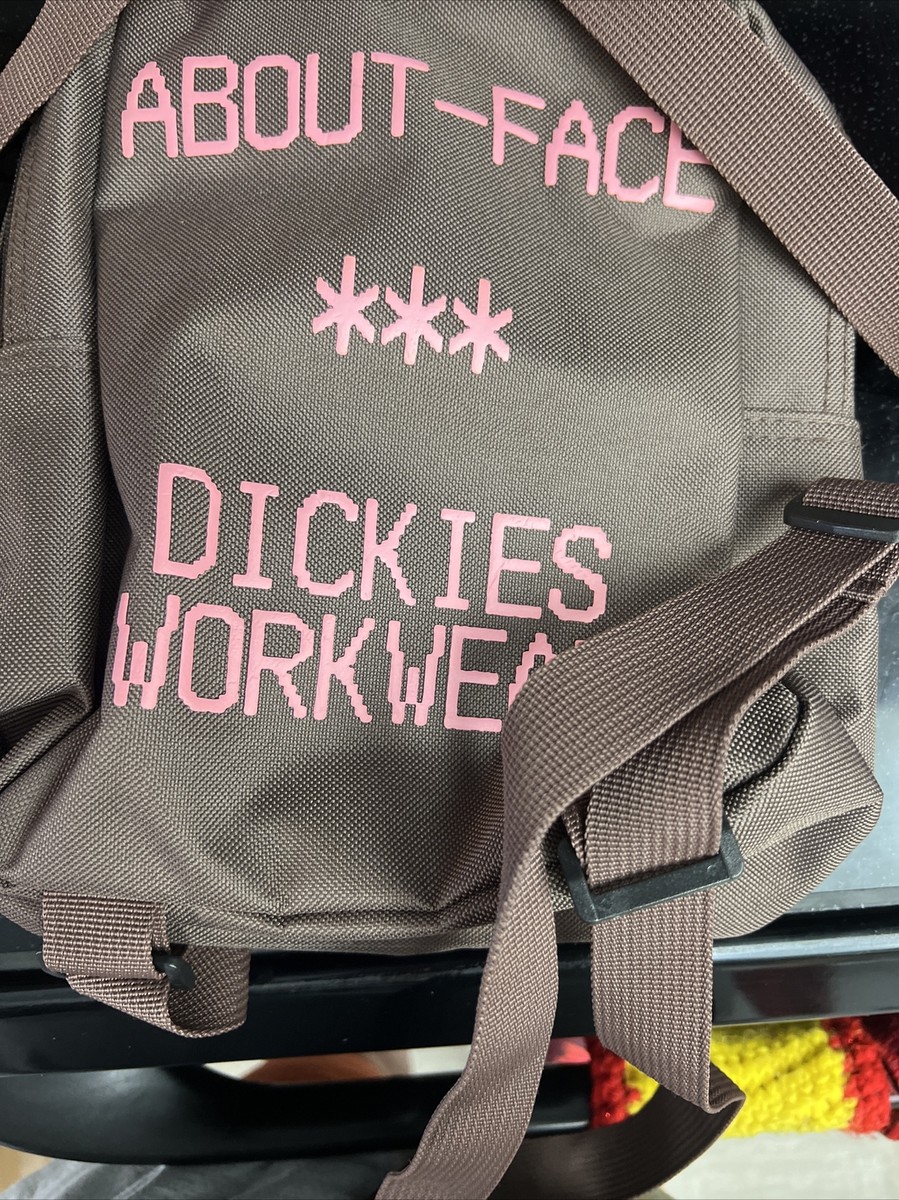 ABOUT-FACE
***
DICKIES
WORKWEA